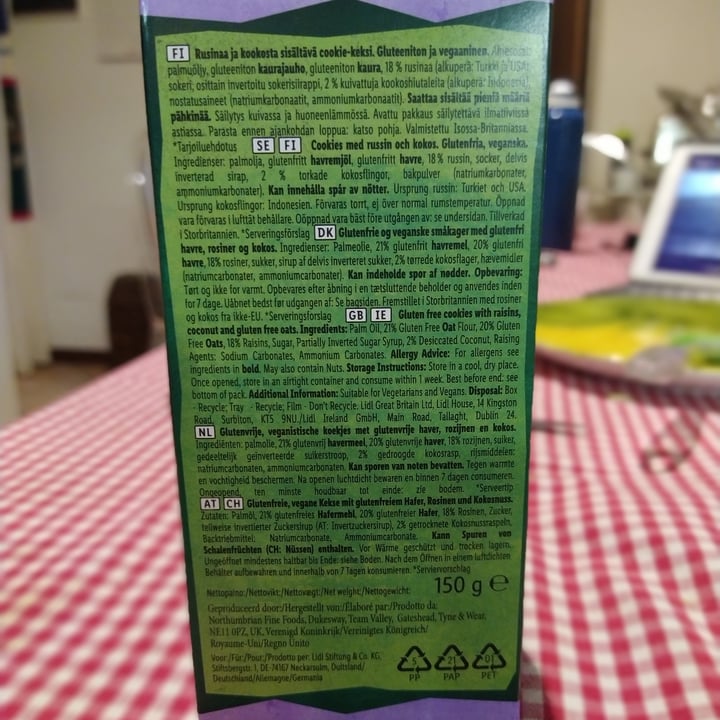 FI Rusinaa ja kookosta sisältävä cookie-keksi. Gluteeniton ja vegaaninen.
palmuöljy, gluteeniton kaurajauho, gluteeniton kaura, 18 % rusinaa (alkuperä: Turkki ja USA),
sokeri, osittain invertoitu sokerisiirappi, 2 % kuivattuja kookoshiutaleita (alkuperä: Indonesia),
nostatusaineet (natriumkarbonaatit, ammoniumkarbonaatit). Saattaa sisältää pieniä määriä
pähkinää. Säilytys kuivassa ja huoneenlämmössä. Avattu pakkaus säilytettävä ilmatiiviissä
astiassa. Parasta ennen ajankohdan loppua: katso pohja. Valmistettu Isossa-Britanniassa.
*Tarjoiluehdotus SE FI Cookies med russin och kokos. Glutenfria, veganska.
Ingredienser: palmolja, glutenfritt havremjöl, glutenfritt havre, 18 % russin, socker, delvis
inverterad sirap, 2 % torkade kokosflingor, bakpulver (natriumkarbonater,
ammoniumkarbonater). Kan innehålla spår av nötter. Ursprung russin: Turkiet och USA.
Ursprung kokosflingor: Indonesien. Förvaras torrt, ej över normal rumstemperatur. Öppnad
vara förvaras i lufttät behållare. Oöppnad vara bäst före utgången av: se undersidan. Tillverkad
i Storbritannien. *Serveringsförslag DK Glutenfrie og veganske småkager med glutenfri
havre, rosiner og kokos. Ingredienser: Palmeolie, 21% glutenfrit havremel, 20% glutenfri
havre, 18% rosiner, sukker, sirup af delvis inverteret sukker, 2% tørrede kokosflager, hævemidler
(natriumcarbonater, ammoniumcarbonater). Kan indeholde spor af nødder. Opbevaring:
Tørt og ikke for varmt. Opbevares efter åbning i en tætsluttende beholder og anvendes inden
for 7 dage. Uåbnet bedst før udgangen af: Se bagsiden. Fremstillet i Storbritannien med rosiner
og kokos fra ikke-EU. *Serveringsforslag GB IE Gluten free cookies with raisins,
coconut and gluten free oats. Ingredients: Palm Oil, 21% Gluten Free Oat Flour, 20% Gluten
Free Oats, 18% Raisins, Sugar, Partially Inverted Sugar Syrup, 2% Desiccated Coconut, Raising
Agents: Sodium Carbonates, Ammonium Carbonates. Allergy Advice: For allergens see
ingredients in bold. May also contain Nuts. Storage Instructions: Store in a cool, dry place.
Once opened, store in an airtight container and consume within 1 week. Best before end: see
bottom of pack. Additional Information: Suitable for Vegetarians and Vegans. Disposal: Box
- Recycle; Tray - Recycle; Film - Don't Recycle. Lidl Great Britain Ltd, Lidl House, 14 Kingston
Road, Surbiton, KT5 9NU./Lidl Ireland GmbH, Main Road, Tallaght, Dublin 24.
NL Glutenvrije, veganistische koekjes met glutenvrije haver, rozijnen en kokos.
Ingrediënten: palmolie, 21% glutenvrij havermeel, 20% glutenvrije haver, 18% rozijnen, suiker,
gedeeltelijk geïnverteerde suikerstroop, 2% gedroogde kokosrasp, rijsmiddelen:
natriumcarbonaten, ammoniumcarbonaten. Kan sporen van noten bevatten. Tegen warmte
en vochtigheid beschermen. Na openen luchtdicht bewaren en binnen 7 dagen consumeren.
Ongeopend, ten minste houdbaar tot einde: zie bodem. *Serveertip
AT CH Glutenfreie, vegane Kekse mit glutenfreiem Hafer, Rosinen und Kokosnuss.
Zutaten: Palmöl, 21% glutenfreies Hafermehl, 20% glutenfreier Hafer, 18% Rosinen, Zucker,
teilweise invertierter Zuckersirup (AT: Invertzuckersirup), 2% getrocknete Kokosnussraspeln,
Backtriebmittel: Natriumcarbonate, Ammoniumcarbonate. Kann Spuren von
Schalenfrüchten (CH: Nüssen) enthalten. Vor Wärme geschützt und trocken lagern.
Ungeöffnet mindestens haltbar bis Ende: siehe Boden. Nach dem Öffnen in einem luftdichten
Behälter aufbewahren und innerhalb von 7 Tagen konsumieren. *Serviervorschlag
Nettopaino:/Nettovikt:/Nettovægt:/Net weight:/Nettogewicht: 150 g ℮
Geproduceerd door:/Hergestellt von:/Élaboré par:/Prodotto da:
Northumbrian Fine Foods, Dukesway, Team Valley, Gateshead, Tyne & Wear,
NE11 0PZ, UK, Verenigd Koninkrijk/Vereinigtes Königreich/
Royaume-Uni/Regno Unito
Voor:/Für:/Pour:/Prodotto per: Lidl Stiftung & Co. KG,
Stiftsbergstr. 1, DE-74167 Neckarsulm, Duitsland/
Deutschland/Allemagne/Germania
5 21 01
PP PAP PET